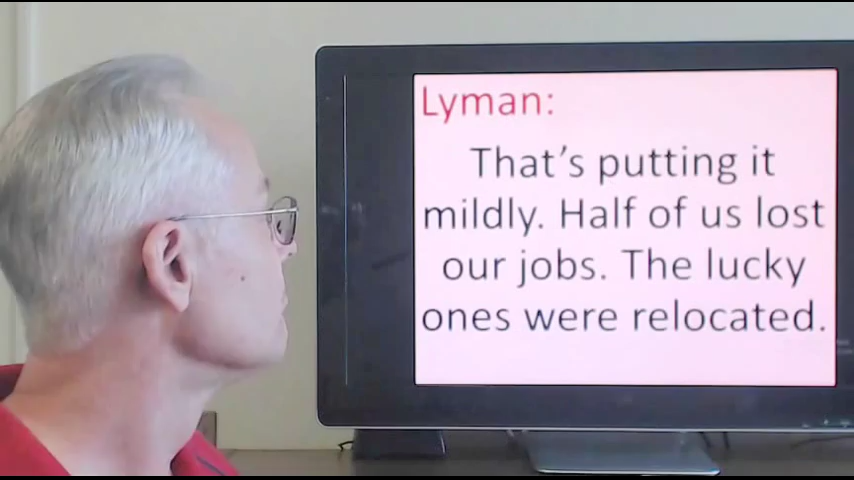 Lyman:
That’s putting it
mildly. Half of us lost
our jobs. The lucky
ones were relocated.